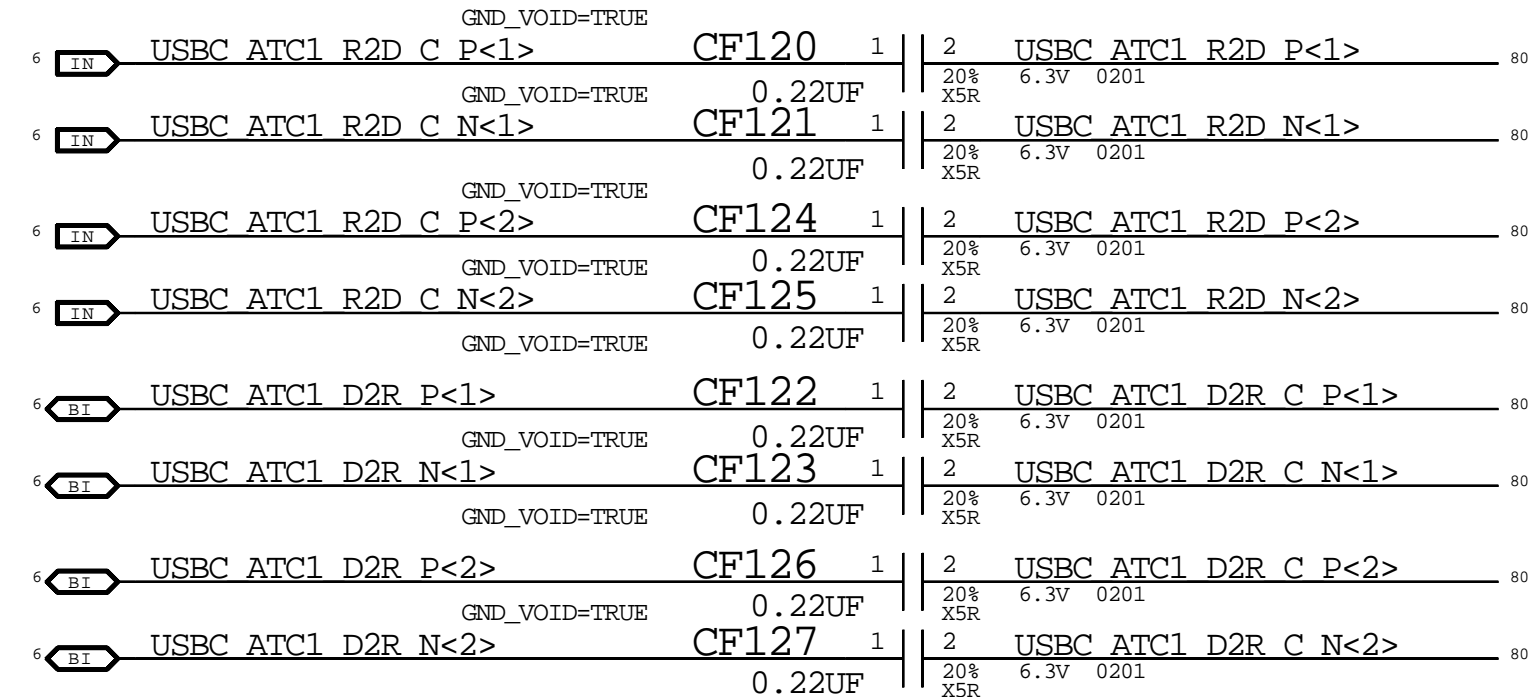 GND_VOID=TRUE
6 IN USBC_ATC1_R2D_C_P<1> CF120 1 2 USBC_ATC1_R2D_P<1> 80
20% 6.3V 0201
GND_VOID=TRUE 0.22UF X5R
6 IN USBC_ATC1_R2D_C_N<1> CF121 1 2 USBC_ATC1_R2D_N<1> 80
20% 6.3V 0201
0.22UF X5R
GND_VOID=TRUE
6 IN USBC_ATC1_R2D_C_P<2> CF124 1 2 USBC_ATC1_R2D_P<2> 80
20% 6.3V 0201
GND_VOID=TRUE 0.22UF X5R
6 IN USBC_ATC1_R2D_C_N<2> CF125 1 2 USBC_ATC1_R2D_N<2> 80
20% 6.3V 0201
GND_VOID=TRUE 0.22UF X5R
6 BI USBC_ATC1_D2R_P<1> CF122 1 2 USBC_ATC1_D2R_C_P<1> 80
20% 6.3V 0201
GND_VOID=TRUE 0.22UF X5R
6 BI USBC_ATC1_D2R_N<1> CF123 1 2 USBC_ATC1_D2R_C_N<1> 80
20% 6.3V 0201
GND_VOID=TRUE 0.22UF X5R
6 BI USBC_ATC1_D2R_P<2> CF126 1 2 USBC_ATC1_D2R_C_P<2> 80
20% 6.3V 0201
GND_VOID=TRUE 0.22UF X5R
6 BI USBC_ATC1_D2R_N<2> CF127 1 2 USBC_ATC1_D2R_C_N<2> 80
20% 6.3V 0201
0.22UF X5R